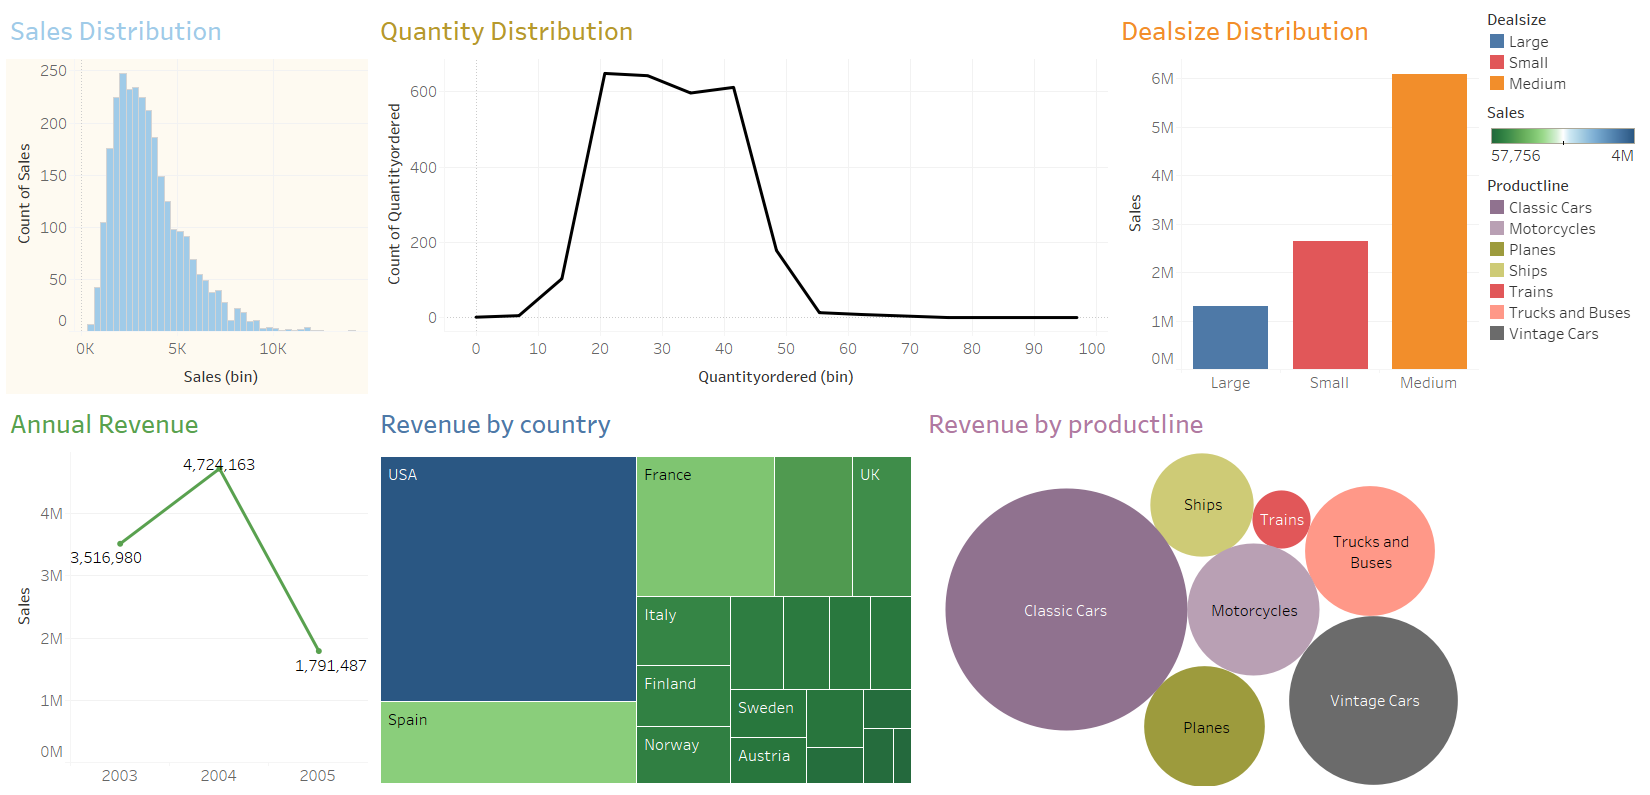 Sales Distribution
250
200
150
100
50
0
Count of Sales
0K
5K
10K
Sales (bin)
Quantity Distribution
600
400
200
0
Count of Quantityordered
0
10
20
30
40
50
60
70
80
90
100
Quantityordered (bin)
Dealsize Distribution
6M
5M
4M
3M
2M
1M
0M
Sales
Large
Small
Medium
Dealsize
Large
Small
Medium
Sales
57,756
4M
Productline
Classic Cars
Motorcycles
Planes
Ships
Trains
Trucks and Buses
Vintage Cars
Annual Revenue
4,724,163
3,516,980
1,791,487
4M
3M
2M
1M
0M
Sales
2003
2004
2005
Revenue by country
USA
France
UK
Italy
Finland
Sweden
Spain
Norway
Austria
Revenue by productline
Ships
Trains
Trucks and
Buses
Classic Cars
Motorcycles
Vintage Cars
Planes